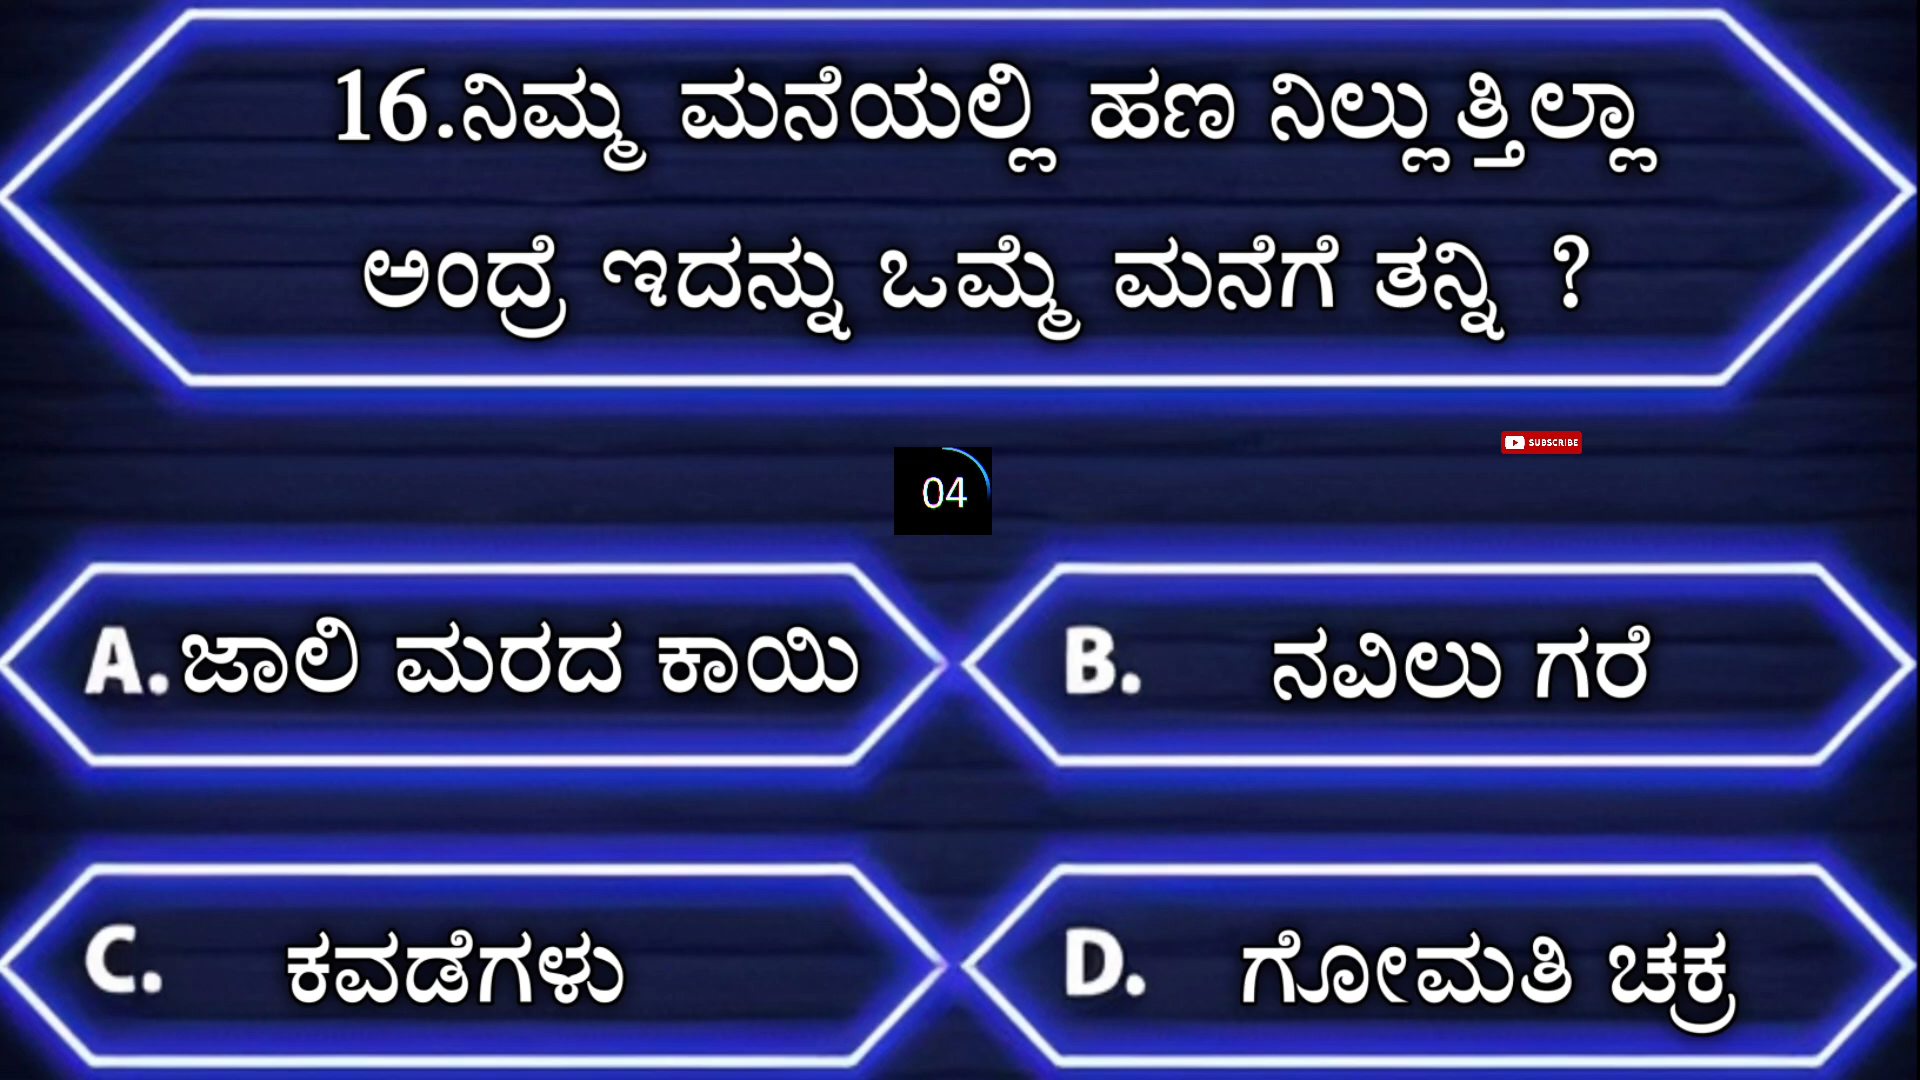 16.ನಿಮ್ಮ ಮನೆಯಲ್ಲಿ ಹಣ ನಿಲ್ಲುತ್ತಿಲ್ಲಾ
ಅಂದ್ರೆ ಇದನ್ನು ಒಮ್ಮೆ ಮನೆಗೆ ತನ್ನಿ ?
SUBSCRIBE
04
A. ಜಾಲಿ ಮರದ ಕಾಯಿ
B. ನವಿಲು ಗರೆ
C. ಕವಡೆಗಳು
D. ಗೋಮತಿ ಚಕ್ರ